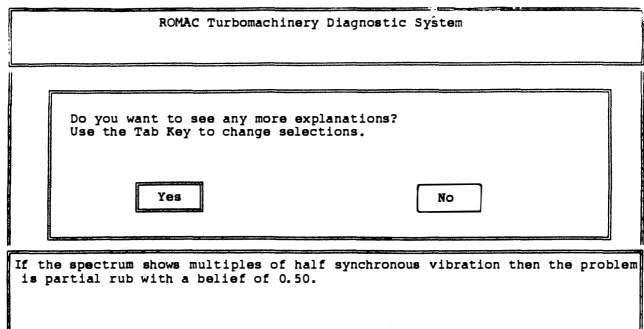 ROMAC Turbomachinery Diagnostic System
Do you want to see any more explanations?
Use the Tab Key to change selections.
Yes
No
If the spectrum shows multiples of half synchronous vibration then the problem
is partial rub with a belief of 0.50.